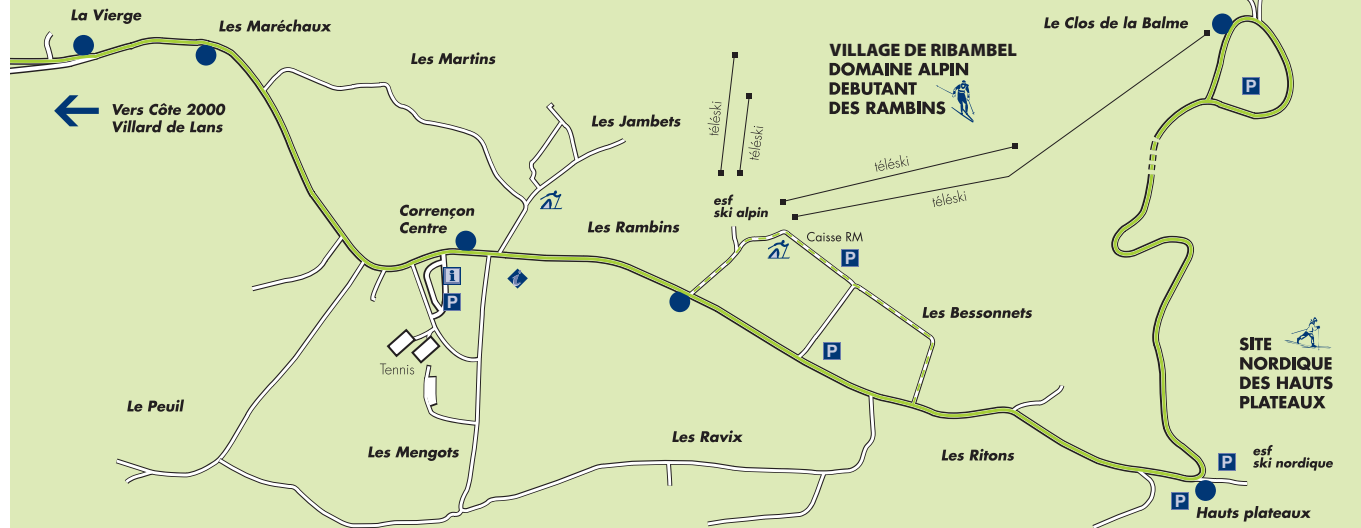 La Vierge
Les Maréchaux
Le Clos de la Balme
Les Martins
VILLAGE DE RIBAMBEL
DOMAINE ALPIN
DEBUTANT
DES RAMBINS
P
Vers Côte 2000
Villard de Lans
Les Jambets
téléski
téléski
téléski
téléski
esf
ski alpin
Corrençon
Centre
Les Rambins
Caisse RM
P
i
P
Les Bessonnets
P
Tennis
SITE
NORDIQUE
DES HAUTS
PLATEAUX
Le Peuil
Les Mengots
Les Ravix
Les Ritons
P
esf
ski nordique
P
Hauts plateaux